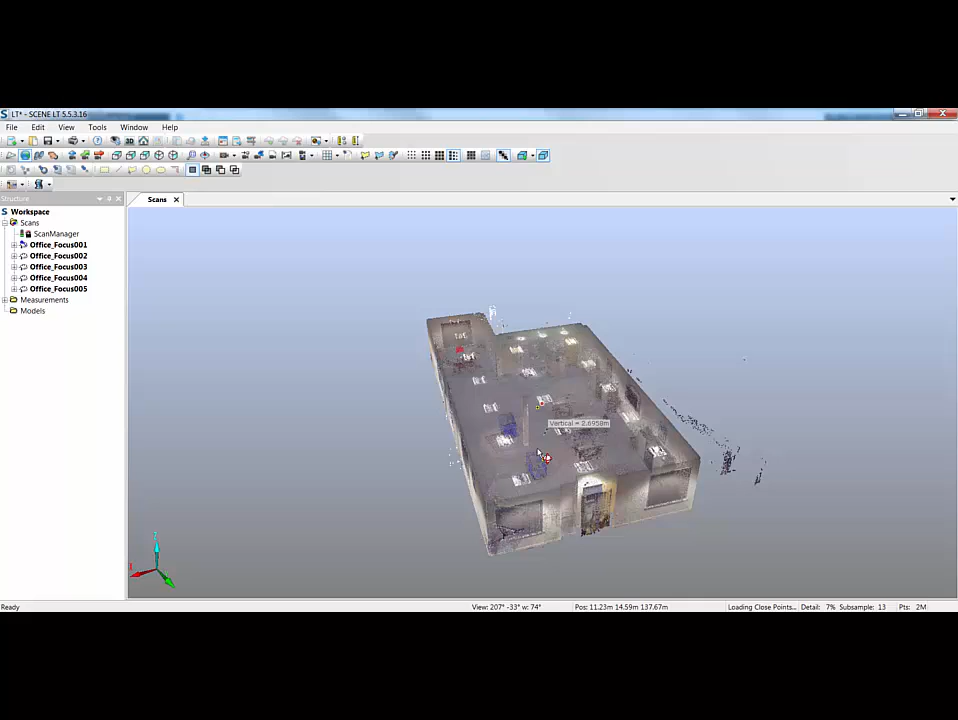 LT* - SCENE LT 5.5.3.16
File Edit View Tools Window Help
Structure
Scans
Workspace
Scans
ScanManager
Office_Focus001
Office_Focus002
Office_Focus003
Office_Focus004
Office_Focus005
Measurements
Models
Vertical = 2.6958m
Ready
View: 207° -33° w: 74°
Pos: 11.23m 14.59m 137.67m
Loading Close Points... Detail: 7% Subsample: 13 Pts: 2M